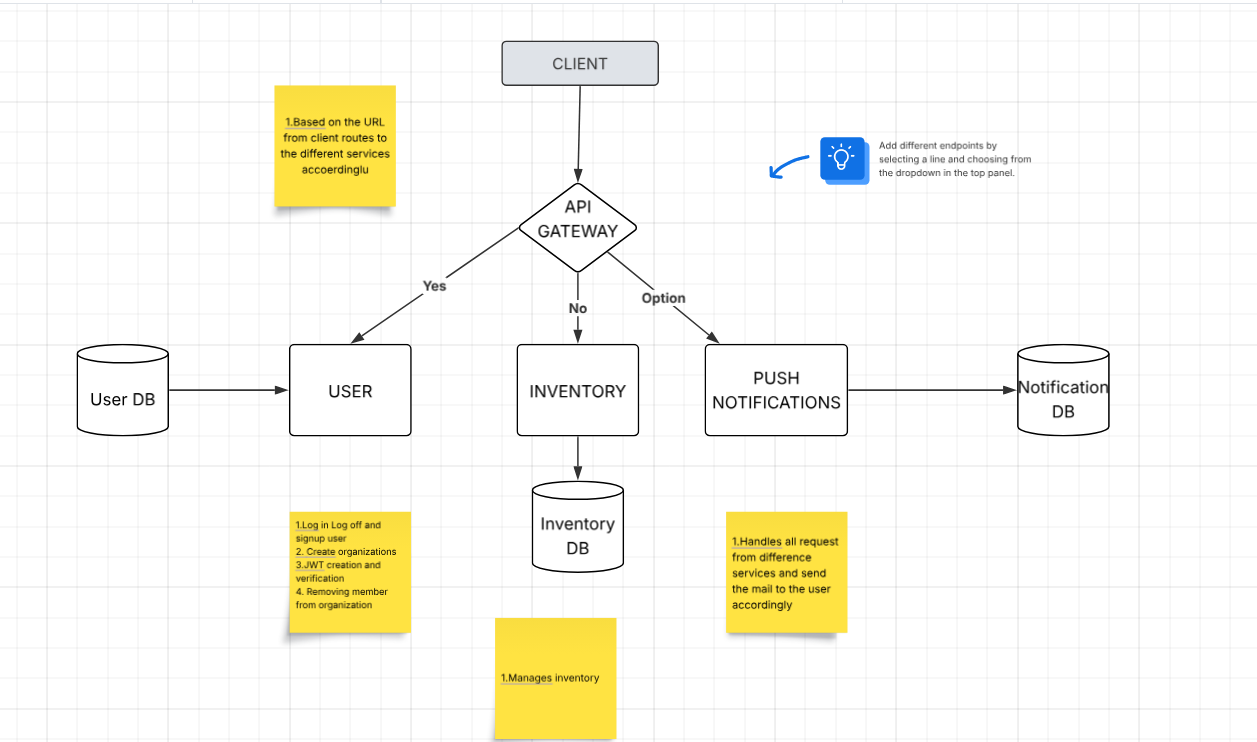 CLIENT
1.Based on the URL
from client routes to
the different services
accoerdinglu
Add different endpoints by
selecting a line and choosing from
the dropdown in the top panel.
API
GATEWAY
Yes
No
Option
User DB
USER
INVENTORY
PUSH
NOTIFICATIONS
Notification
DB
Inventory
DB
1.Log in Log off and
signup user
2. Create organizations
3.JWT creation and
verification
4. Removing member
from organization
1.Handles all request
from difference
services and send
the mail to the user
accordingly
1.Manages inventory